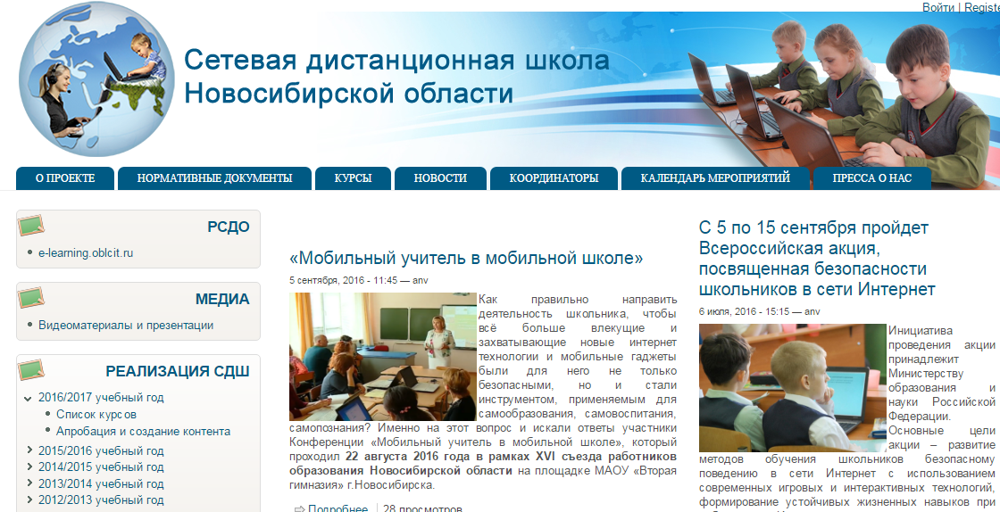 Войти | Registe
Сетевая дистанционная школа
Новосибирской области
О ПРОЕКТЕ
НОРМАТИВНЫЕ ДОКУМЕНТЫ
КУРСЫ
НОВОСТИ
КООРДИНАТОРЫ
КАЛЕНДАРЬ МЕРОПРИЯТИЙ
ПРЕССА О НАС
РСДО
e-learning.oblcit.ru
МЕДИА
Видеоматериалы и презентации
РЕАЛИЗАЦИЯ СДШ
2016/2017 учебный год
Список курсов
Апробация и создание контента
2015/2016 учебный год
2014/2015 учебный год
2013/2014 учебный год
2012/2013 учебный год
«Мобильный учитель в мобильной школе»
5 сентября, 2016 - 11:45 — anv
Как правильно направить
деятельность школьника, чтобы
всё больше влекущие и
захватывающие новые интернет
технологии и мобильные гаджеты
были для него не только
безопасными, но и стали
инструментом, применяемым для
самообразования, самовоспитания,
самопознания? Именно на этот вопрос и искали ответы участники
Конференции «Мобильный учитель в мобильной школе», который
проходил 22 августа 2016 года в рамках XVI съезда работников
образования Новосибирской области на площадке МАОУ «Вторая
гимназия» г.Новосибирска.
Подробнее 28 просмотров
С 5 по 15 сентября пройдет
Всероссийская акция,
посвященная безопасности
школьников в сети Интернет
6 июля, 2016 - 15:15 — anv
Инициатива
проведения акции
принадлежит
Министерству
образования и
науки Российской
Федерации.
Основные цели
акции – развитие
методов обучения школьников безопасному
поведению в сети Интернет с использованием
современных игровых и интерактивных технологий,
формирование устойчивых жизненных навыков при